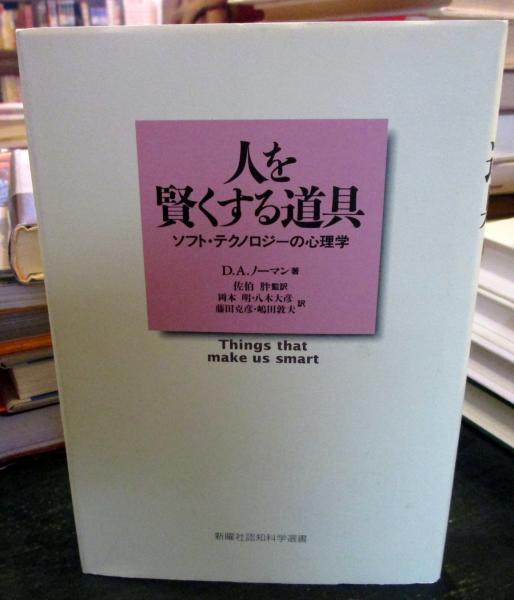 人を
賢くする道具
ソフト・テクノロジーの心理学
D.A.ノーマン著
佐伯 胖監訳
岡本 明・八木大彦
藤田克彦・嶋田敦夫
訳
Things that
make us smart
新曜社認知科学選書